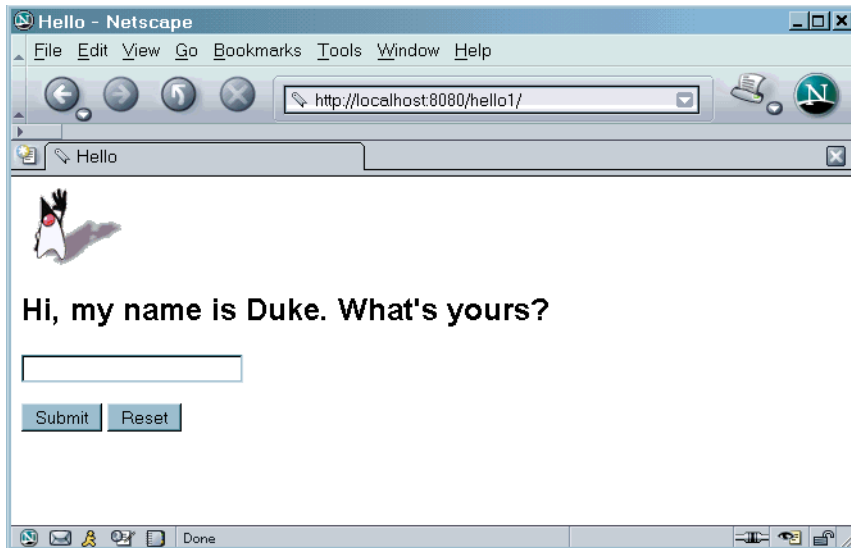 Hello - Netscape
File Edit View Go Bookmarks Tools Window Help
http://localhost:8080/hello1/ N
Hello
Hi, my name is Duke. What's yours?
Submit Reset
Done